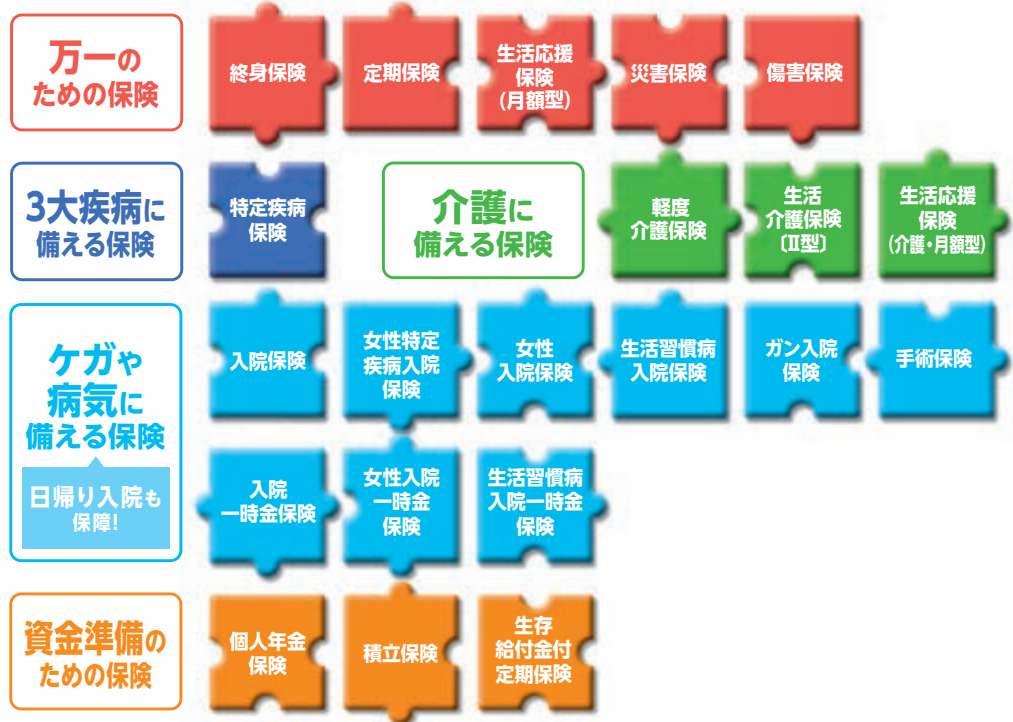 万一の
ための保険
終身保険
定期保険
生活応援
保険
(月額型)
災害保険
傷害保険
3大疾病に
備える保険
特定疾病
保険
介護に
備える保険
軽度
介護保険
生活
介護保険
〔Ⅱ型〕
生活応援
保険
(介護・月額型)
ケガや
病気に
備える保険
日帰り入院も
保障!
入院保険
女性特定
疾病入院
保険
女性
入院保険
生活習慣病
入院保険
ガン入院
保険
手術保険
入院
一時金保険
女性入院
一時金
保険
生活習慣病
入院一時金
保険
資金準備の
ための保険
個人年金
保険
積立保険
生存
給付金付
定期保険